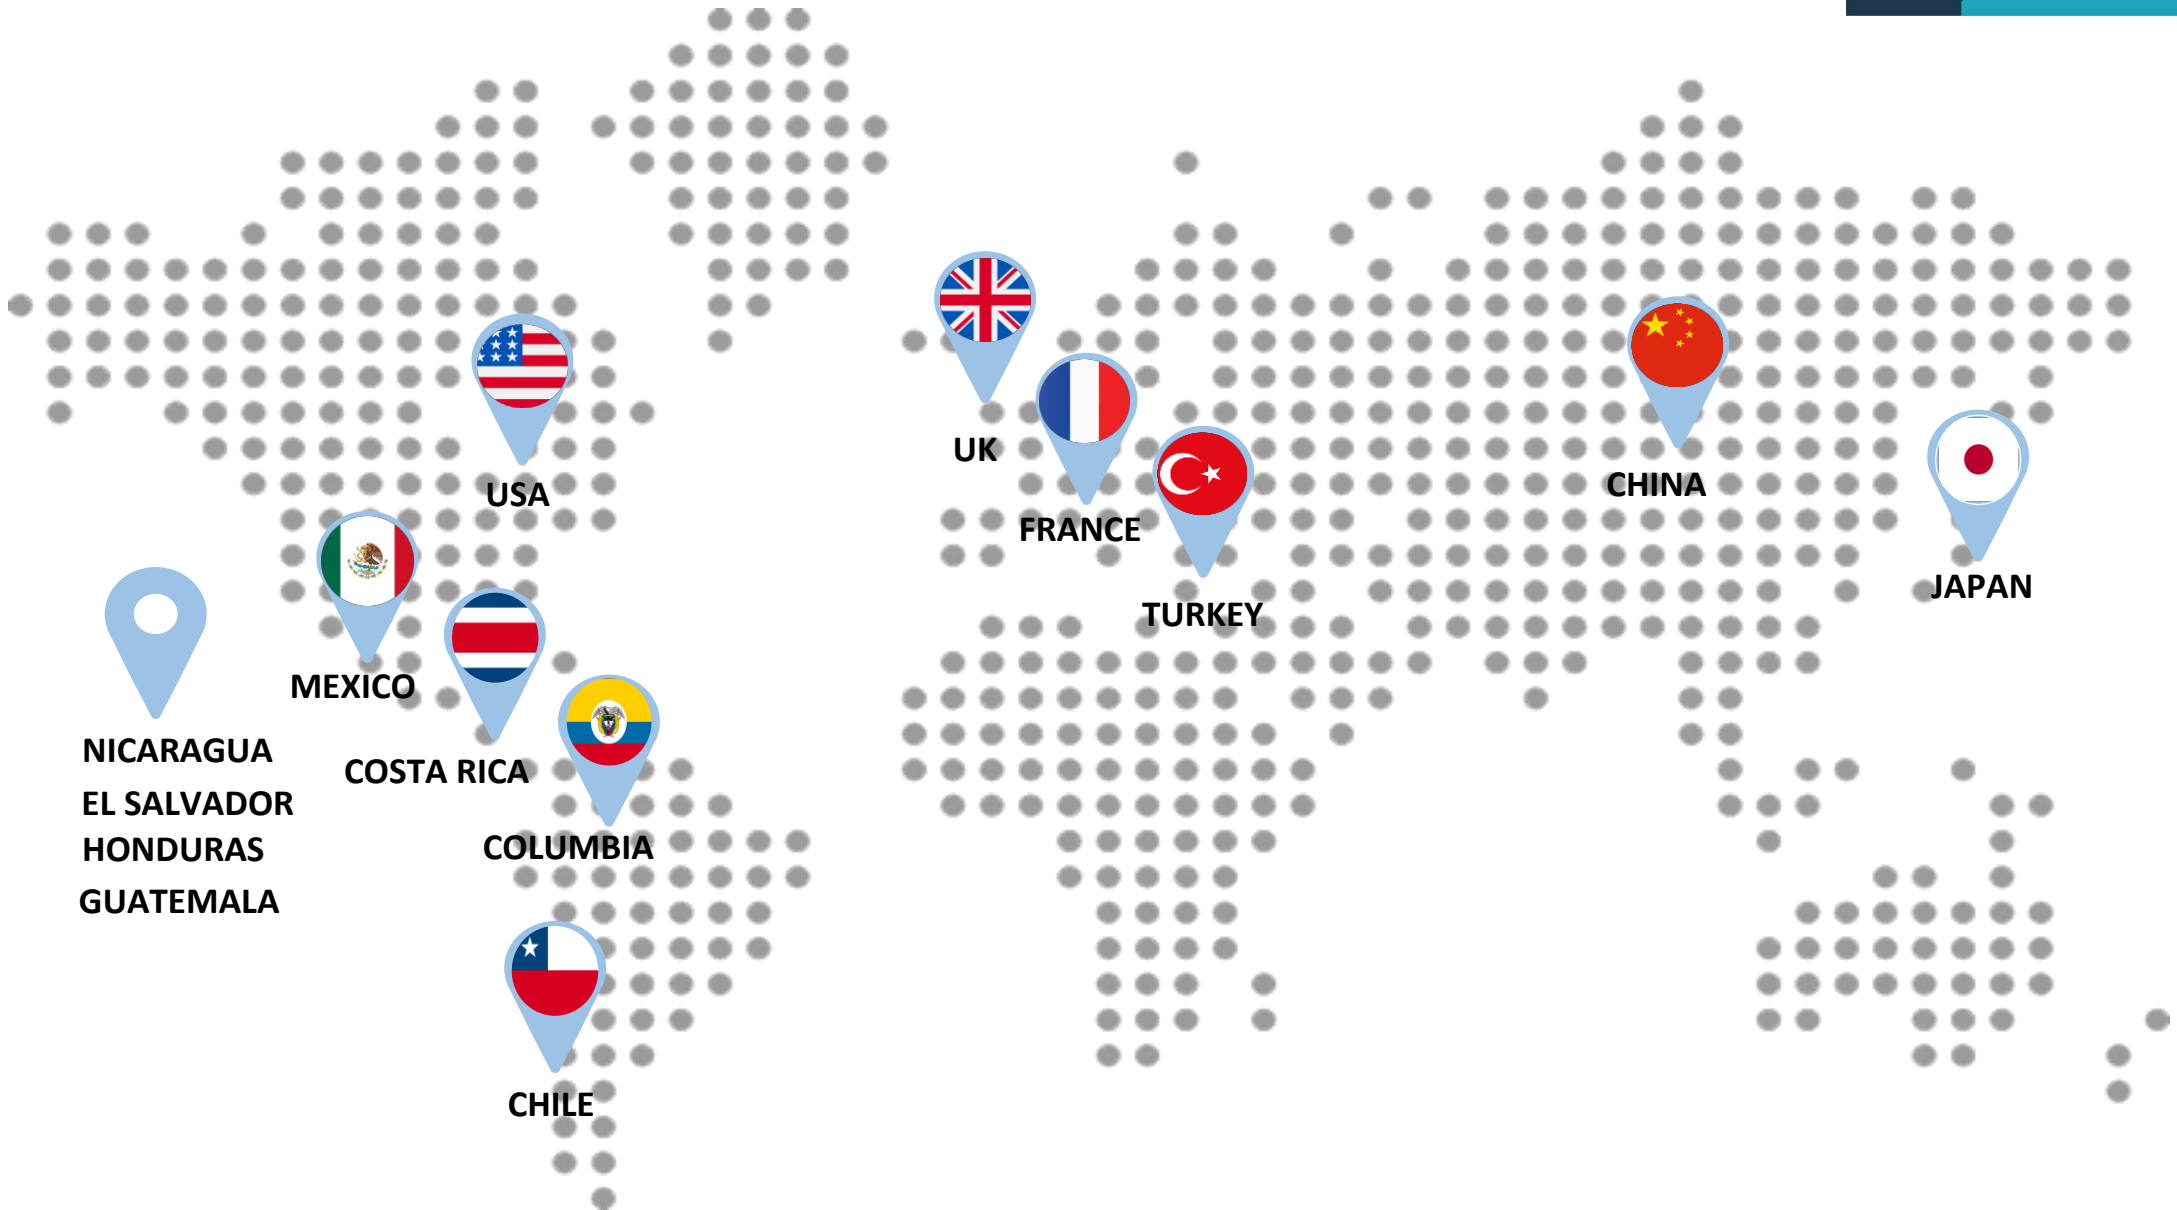 USA
UK
FRANCE
TURKEY
CHINA
JAPAN
MEXICO
COSTA RICA
COLUMBIA
CHILE
NICARAGUA
EL SALVADOR
HONDURAS
GUATEMALA